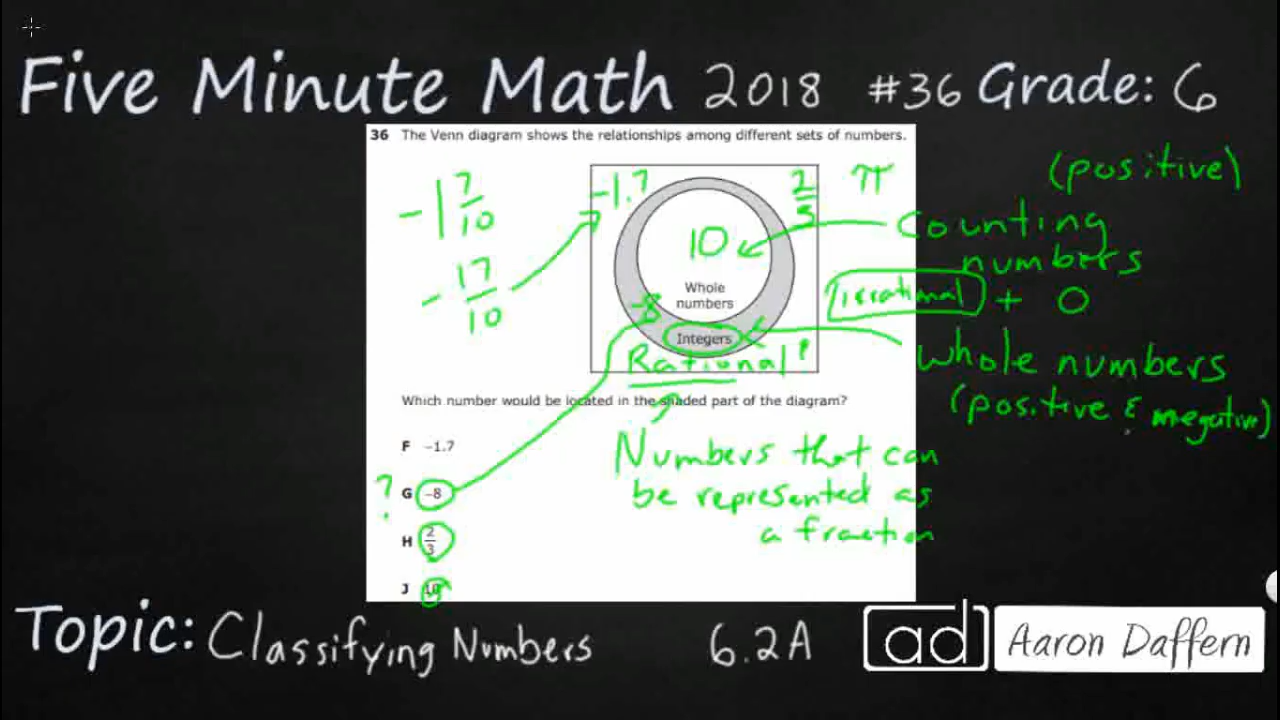 Five Minute Math 2018 #36 Grade: 6
36 The Venn diagram shows the relationships among different sets of numbers.
-1 7/10
-17/10
-1.7
2/3
π
(positive)
Counting
numbers
+ 0
irrational
10
Whole
numbers
-8
Integers
Rational
whole numbers
(positive & negative)
Which number would be located in the shaded part of the diagram?
Numbers that can
be represented as
a fraction
F -1.7
? G -8
H 2/3
J 10
Topic: Classifying Numbers 6.2A ad Aaron Daffern